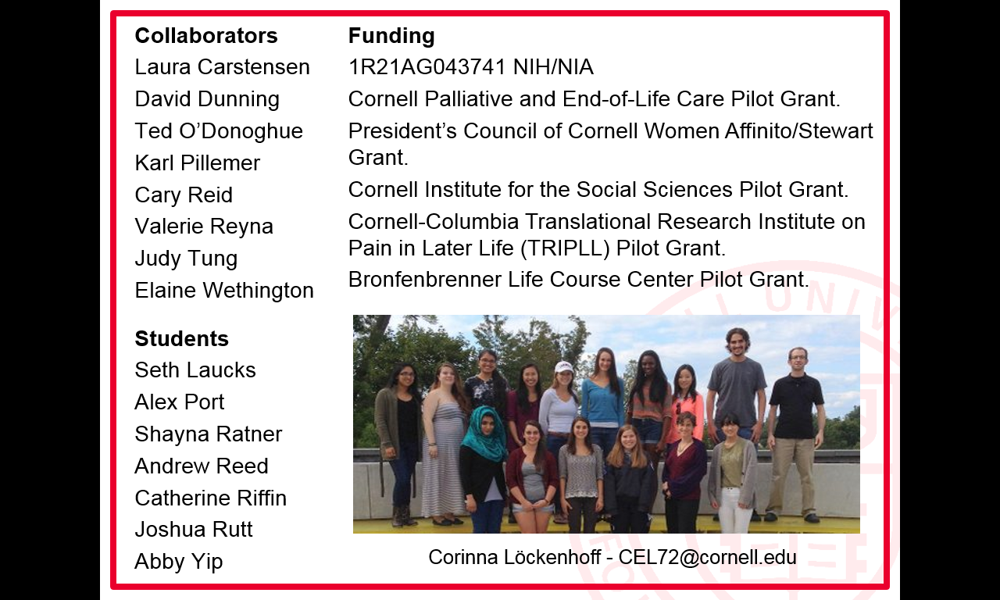 Collaborators
Laura Carstensen
David Dunning
Ted O’Donoghue
Karl Pillemer
Cary Reid
Valerie Reyna
Judy Tung
Elaine Wethington
Students
Seth Laucks
Alex Port
Shayna Ratner
Andrew Reed
Catherine Riffin
Joshua Rutt
Abby Yip
Funding
1R21AG043741 NIH/NIA
Cornell Palliative and End-of-Life Care Pilot Grant.
President’s Council of Cornell Women Affinito/Stewart
Grant.
Cornell Institute for the Social Sciences Pilot Grant.
Cornell-Columbia Translational Research Institute on
Pain in Later Life (TRIPLL) Pilot Grant.
Bronfenbrenner Life Course Center Pilot Grant.
Corinna Löckenhoff - CEL72@cornell.edu